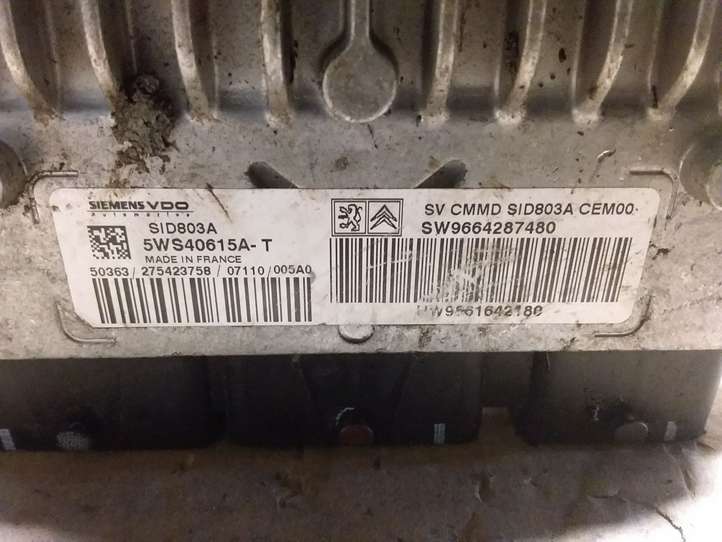 SIEMENS VDO
Automotive
SID803A
5WS40615A-T
MADE IN FRANCE
50363/275423758/07110/005A0
SV CMMD SID803A CEM00
SW9664287480
HW9661642180